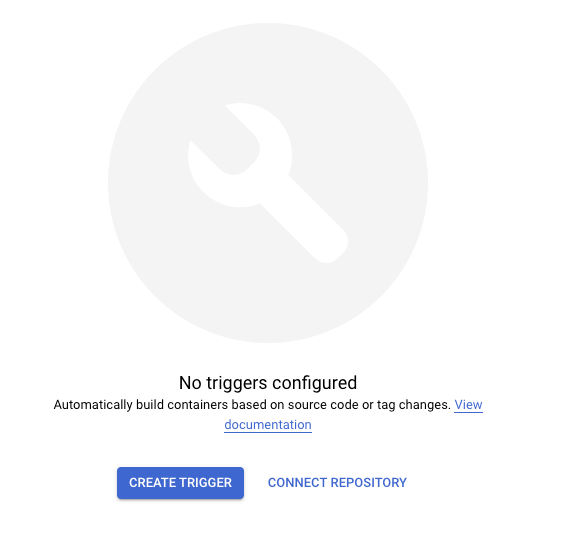 No triggers configured
Automatically build containers based on source code or tag changes. View
documentation
CREATE TRIGGER CONNECT REPOSITORY